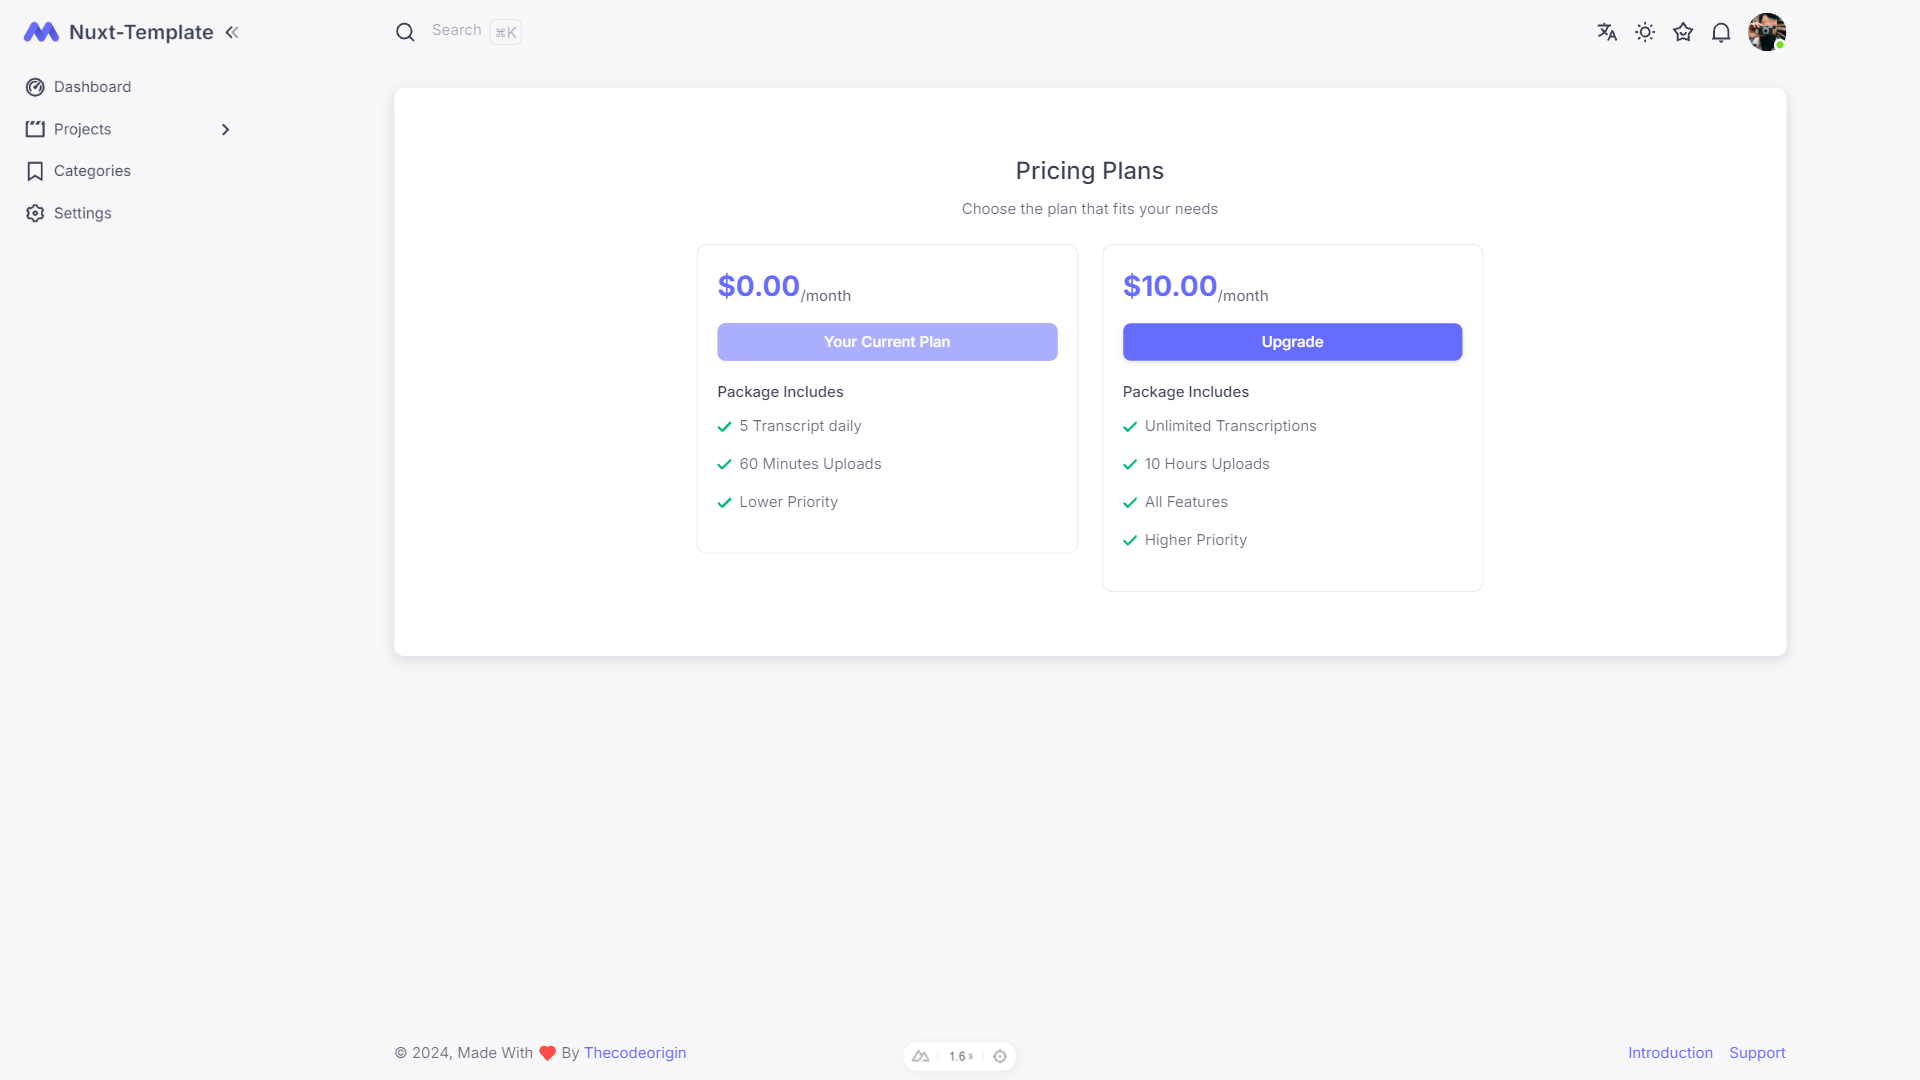 Nuxt-Template
Search ⌘K
Dashboard
Projects
Categories
Settings
Pricing Plans
Choose the plan that fits your needs
$0.00/month
Your Current Plan
Package Includes
5 Transcript daily
60 Minutes Uploads
Lower Priority
$10.00/month
Upgrade
Package Includes
Unlimited Transcriptions
10 Hours Uploads
All Features
Higher Priority
© 2024, Made With ❤ By Thecodeorigin
1.6 s
Introduction Support